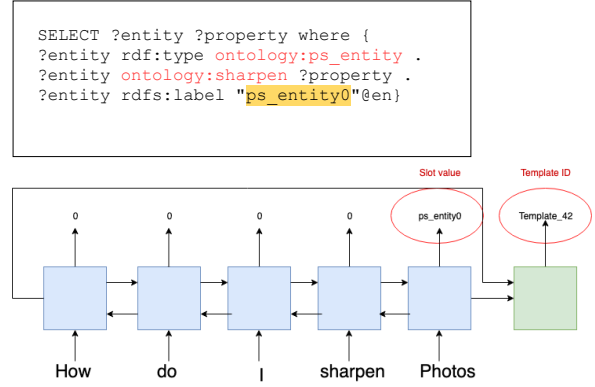 SELECT ?entity ?property where {
?entity rdf:type ontology:ps_entity .
?entity ontology:sharpen ?property .
?entity rdfs:label "ps_entity0"@en}
Slot value Template ID
0 0 0 0 ps_entity0 Template_42
How do I sharpen Photos